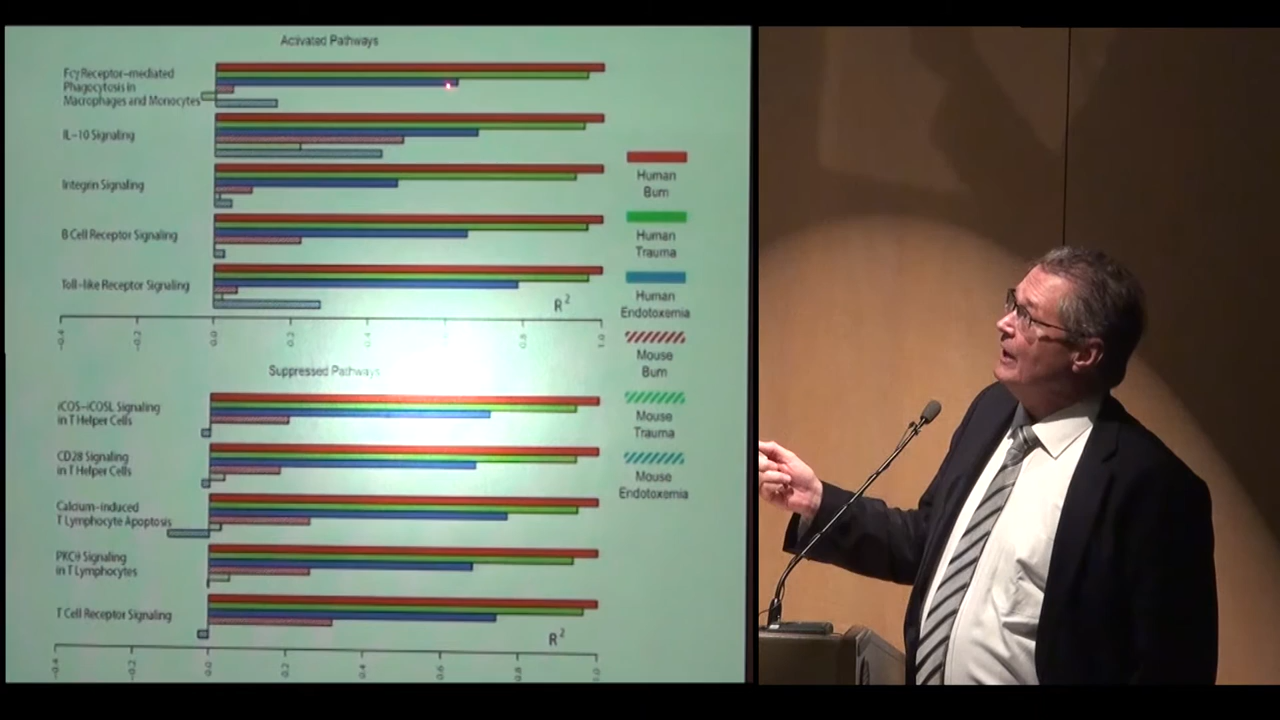 Activated Pathways
Fcγ Receptor–mediated
Phagocytosis in
Macrophages and Monocytes
IL–10 Signaling
Integrin Signaling
B Cell Receptor Signaling
Toll–like Receptor Signaling
R²
-0.4
-0.2
0.0
0.2
0.4
0.6
0.8
1.0
Suppressed Pathways
iCOS–iCOSL Signaling
in T Helper Cells
CD28 Signaling
in T Helper Cells
Calcium–induced
T Lymphocyte Apoptosis
PKCθ Signaling
in T Lymphocytes
T Cell Receptor Signaling
R²
-0.4
-0.2
0.0
0.2
0.4
0.6
0.8
1.0
Human
Burn
Human
Trauma
Human
Endotoxemia
Mouse
Burn
Mouse
Trauma
Mouse
Endotoxemia